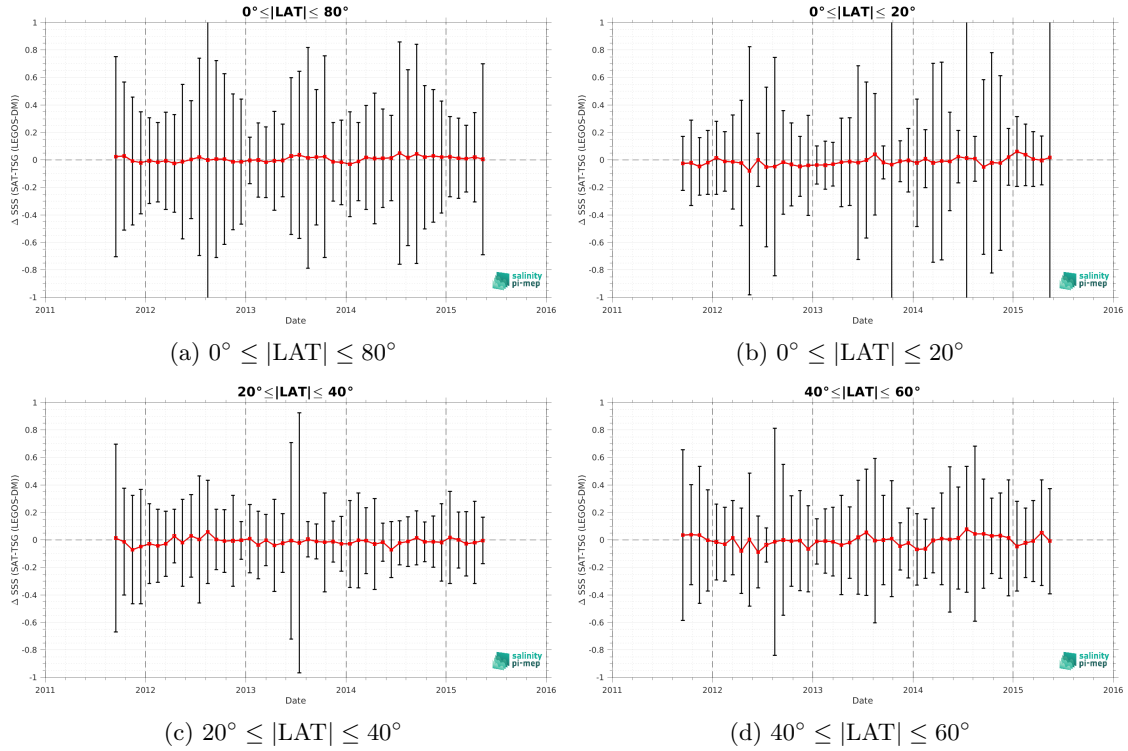 0°≤|LAT|≤ 80°
Δ SSS (SAT-TSG (LEGOS-DM))
1
0.8
0.6
0.4
0.2
0
-0.2
-0.4
-0.6
-0.8
-1
2011 2012 2013 2014 2015 2016
Date
salinity
pi-mep
(a) 0° ≤ |LAT| ≤ 80°
0°≤|LAT|≤ 20°
Δ SSS (SAT-TSG (LEGOS-DM))
1
0.8
0.6
0.4
0.2
0
-0.2
-0.4
-0.6
-0.8
-1
2011 2012 2013 2014 2015 2016
Date
salinity
pi-mep
(b) 0° ≤ |LAT| ≤ 20°
20°≤|LAT|≤ 40°
Δ SSS (SAT-TSG (LEGOS-DM))
1
0.8
0.6
0.4
0.2
0
-0.2
-0.4
-0.6
-0.8
-1
2011 2012 2013 2014 2015 2016
Date
salinity
pi-mep
(c) 20° ≤ |LAT| ≤ 40°
40°≤|LAT|≤ 60°
Δ SSS (SAT-TSG (LEGOS-DM))
1
0.8
0.6
0.4
0.2
0
-0.2
-0.4
-0.6
-0.8
-1
2011 2012 2013 2014 2015 2016
Date
salinity
pi-mep
(d) 40° ≤ |LAT| ≤ 60°